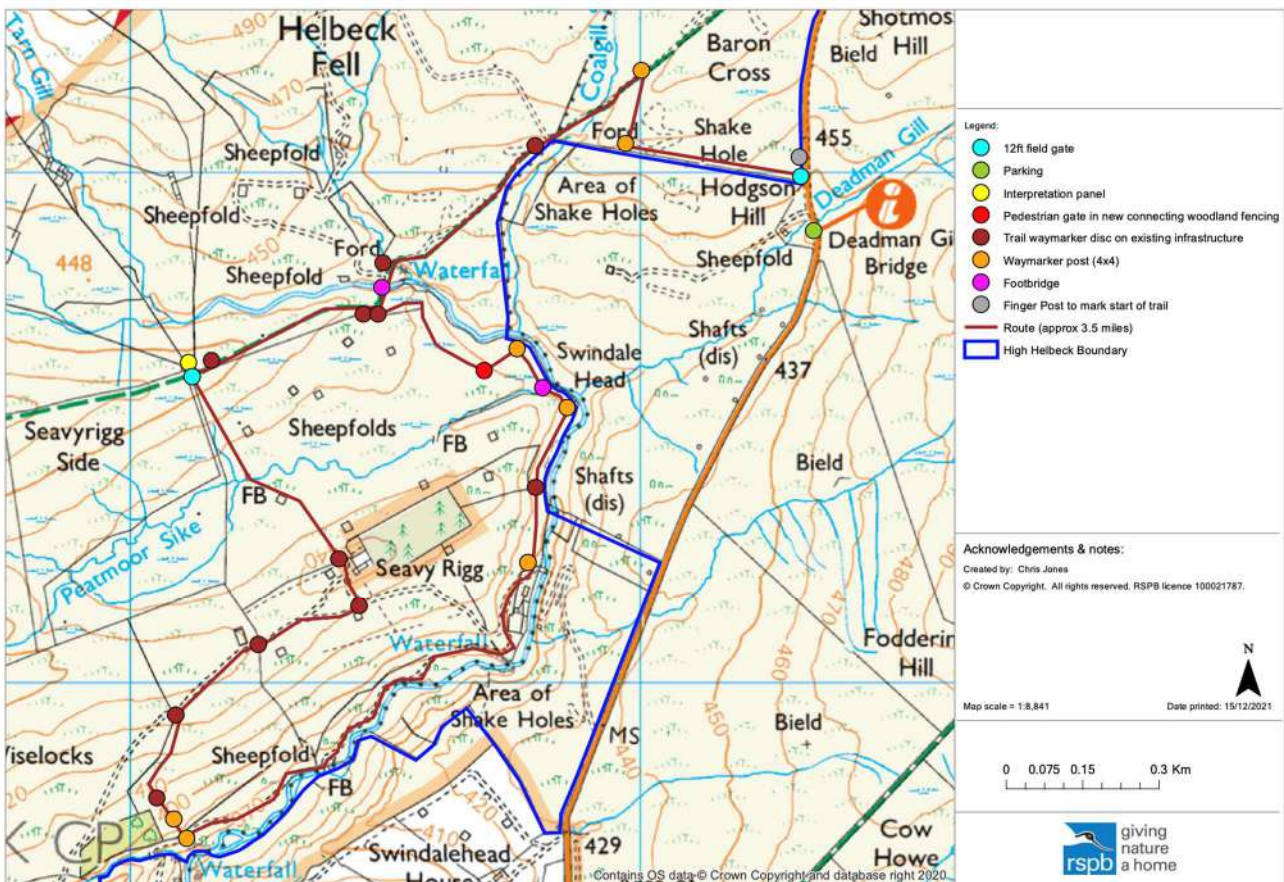 Tarn Gill
490
Helbeck
Fell
470
Coalgill
Baron
Cross
Shotmos
Hill
Bield
Ford
Shake
Hole
455
Deadman Gill
Sheepfold
Area of
Shake Holes
Hodgson
Hill
Sheepfold
450
Ford
448
Sheepfold
Waterfall
Sheepfold
Deadman Gi
Bridge
Shafts
(dis)
Swindale
Head
437
Seavyrigg
Side
Sheepfolds
FB
Bield
Shafts
(dis)
FB
Peatmoor Sike
Seavy Rigg
480
470
Waterfall
Fodderin
Hill
460
450
Area of
Shake Holes
Bield
MS
440
Viselocks
Sheepfold
FB
420
410
K CP
429
Cow
Howe
Waterfall
Swindalehead
House
Contains OS data © Crown Copyright and database right 2020
Legend:
12ft field gate
Parking
Interpretation panel
Pedestrian gate in new connecting woodland fencing
Trail waymarker disc on existing infrastructure
Waymarker post (4x4)
Footbridge
Finger Post to mark start of trail
Route (approx 3.5 miles)
High Helbeck Boundary
Acknowledgements & notes:
Created by: Chris Jones
© Crown Copyright. All rights reserved. RSPB licence 100021787.
N
Map scale = 1:8,841
Date printed: 15/12/2021
0 0.075 0.15 0.3 Km
rspb
giving
nature
a home